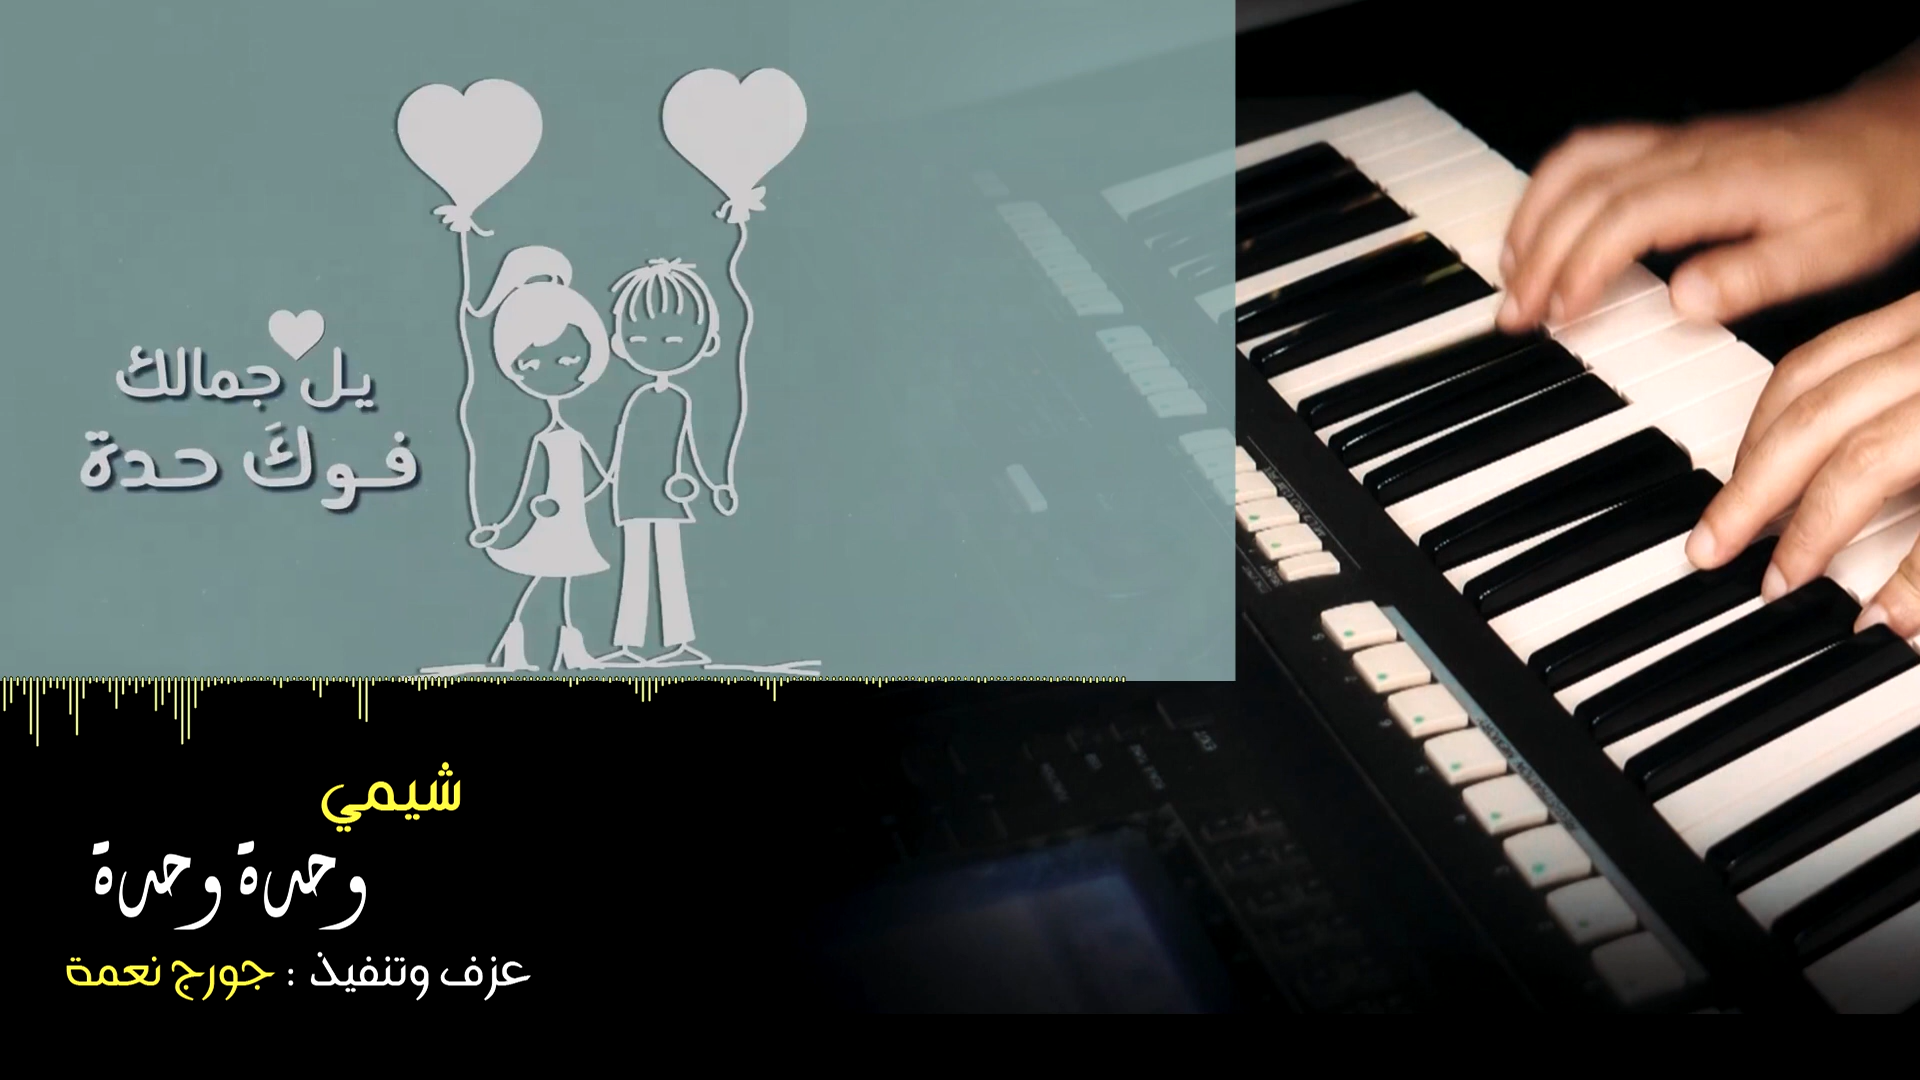 يل جمالك
فوكَ حدة
شيمي
وحدة وحدة
عزف وتنفيذ : جورج نعمة